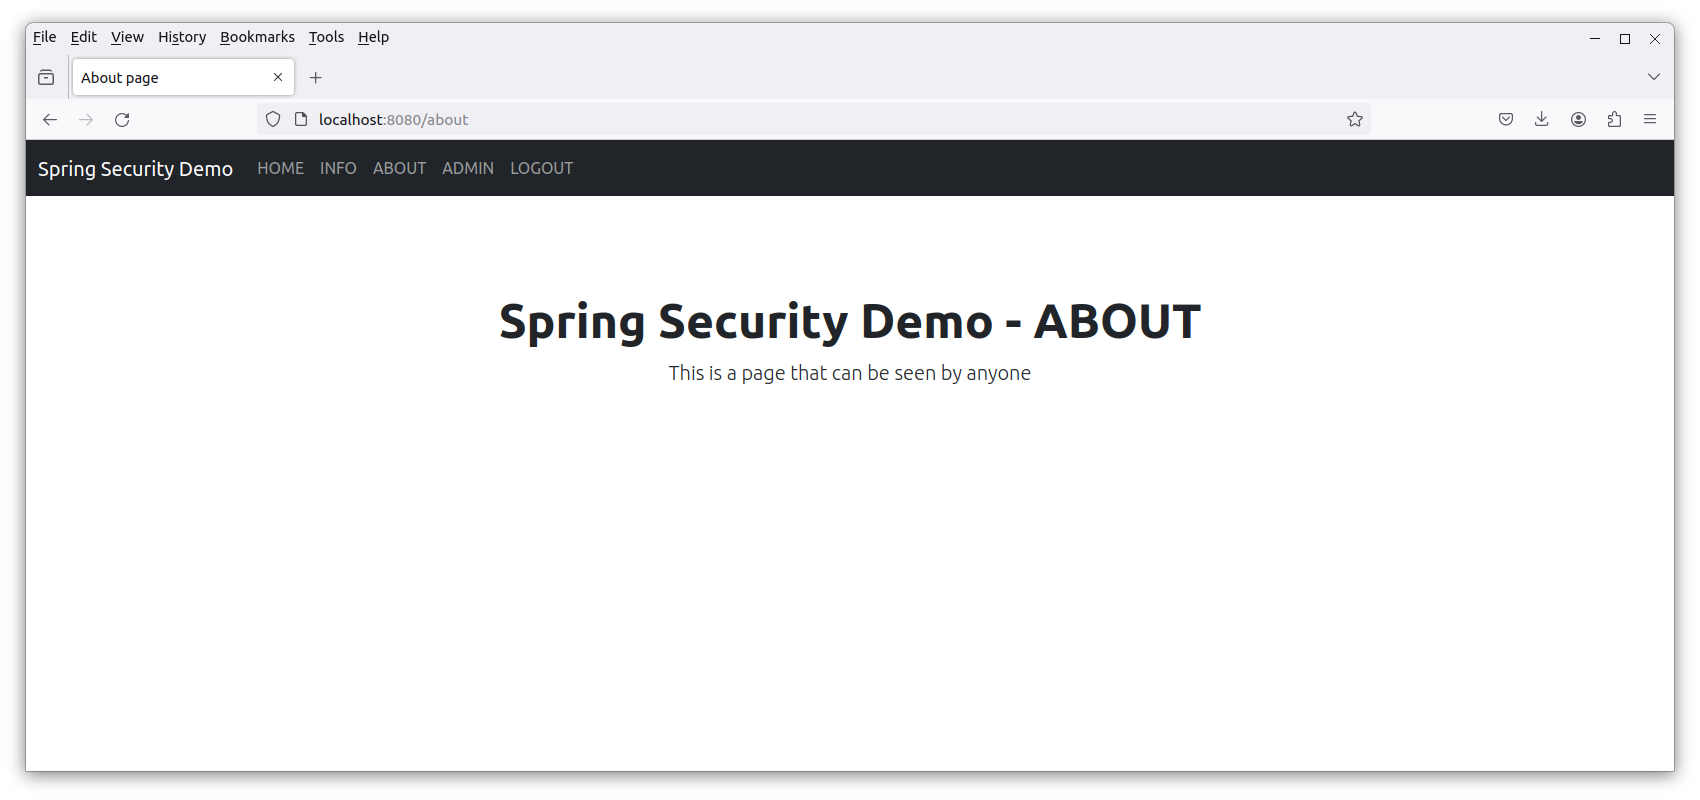 File Edit View History Bookmarks Tools Help
About page
localhost:8080/about
Spring Security Demo HOME INFO ABOUT ADMIN LOGOUT
Spring Security Demo - ABOUT
This is a page that can be seen by anyone